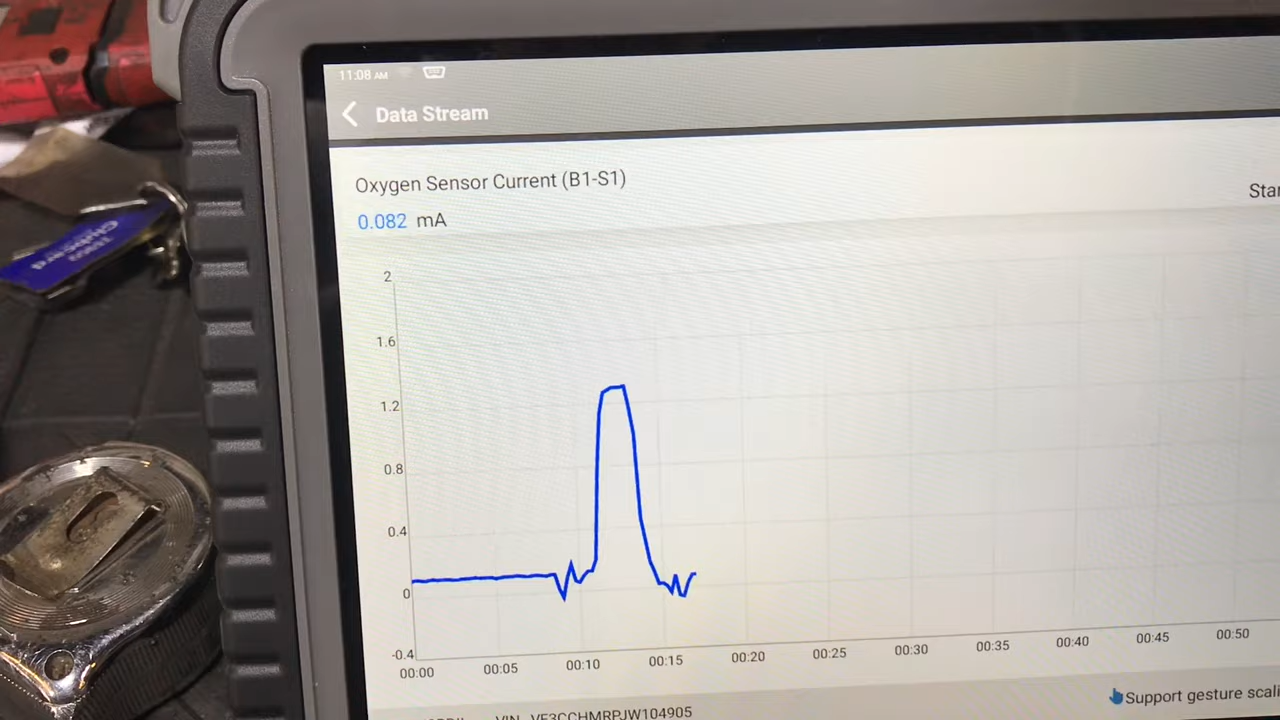 11:08 AM
Data Stream
Oxygen Sensor Current (B1-S1)
0.082 mA
2
1.6
1.2
0.8
0.4
0
-0.4
00:00 00:05 00:10 00:15 00:20 00:25 00:30 00:35 00:40 00:45 00:50
Support gesture
VIN